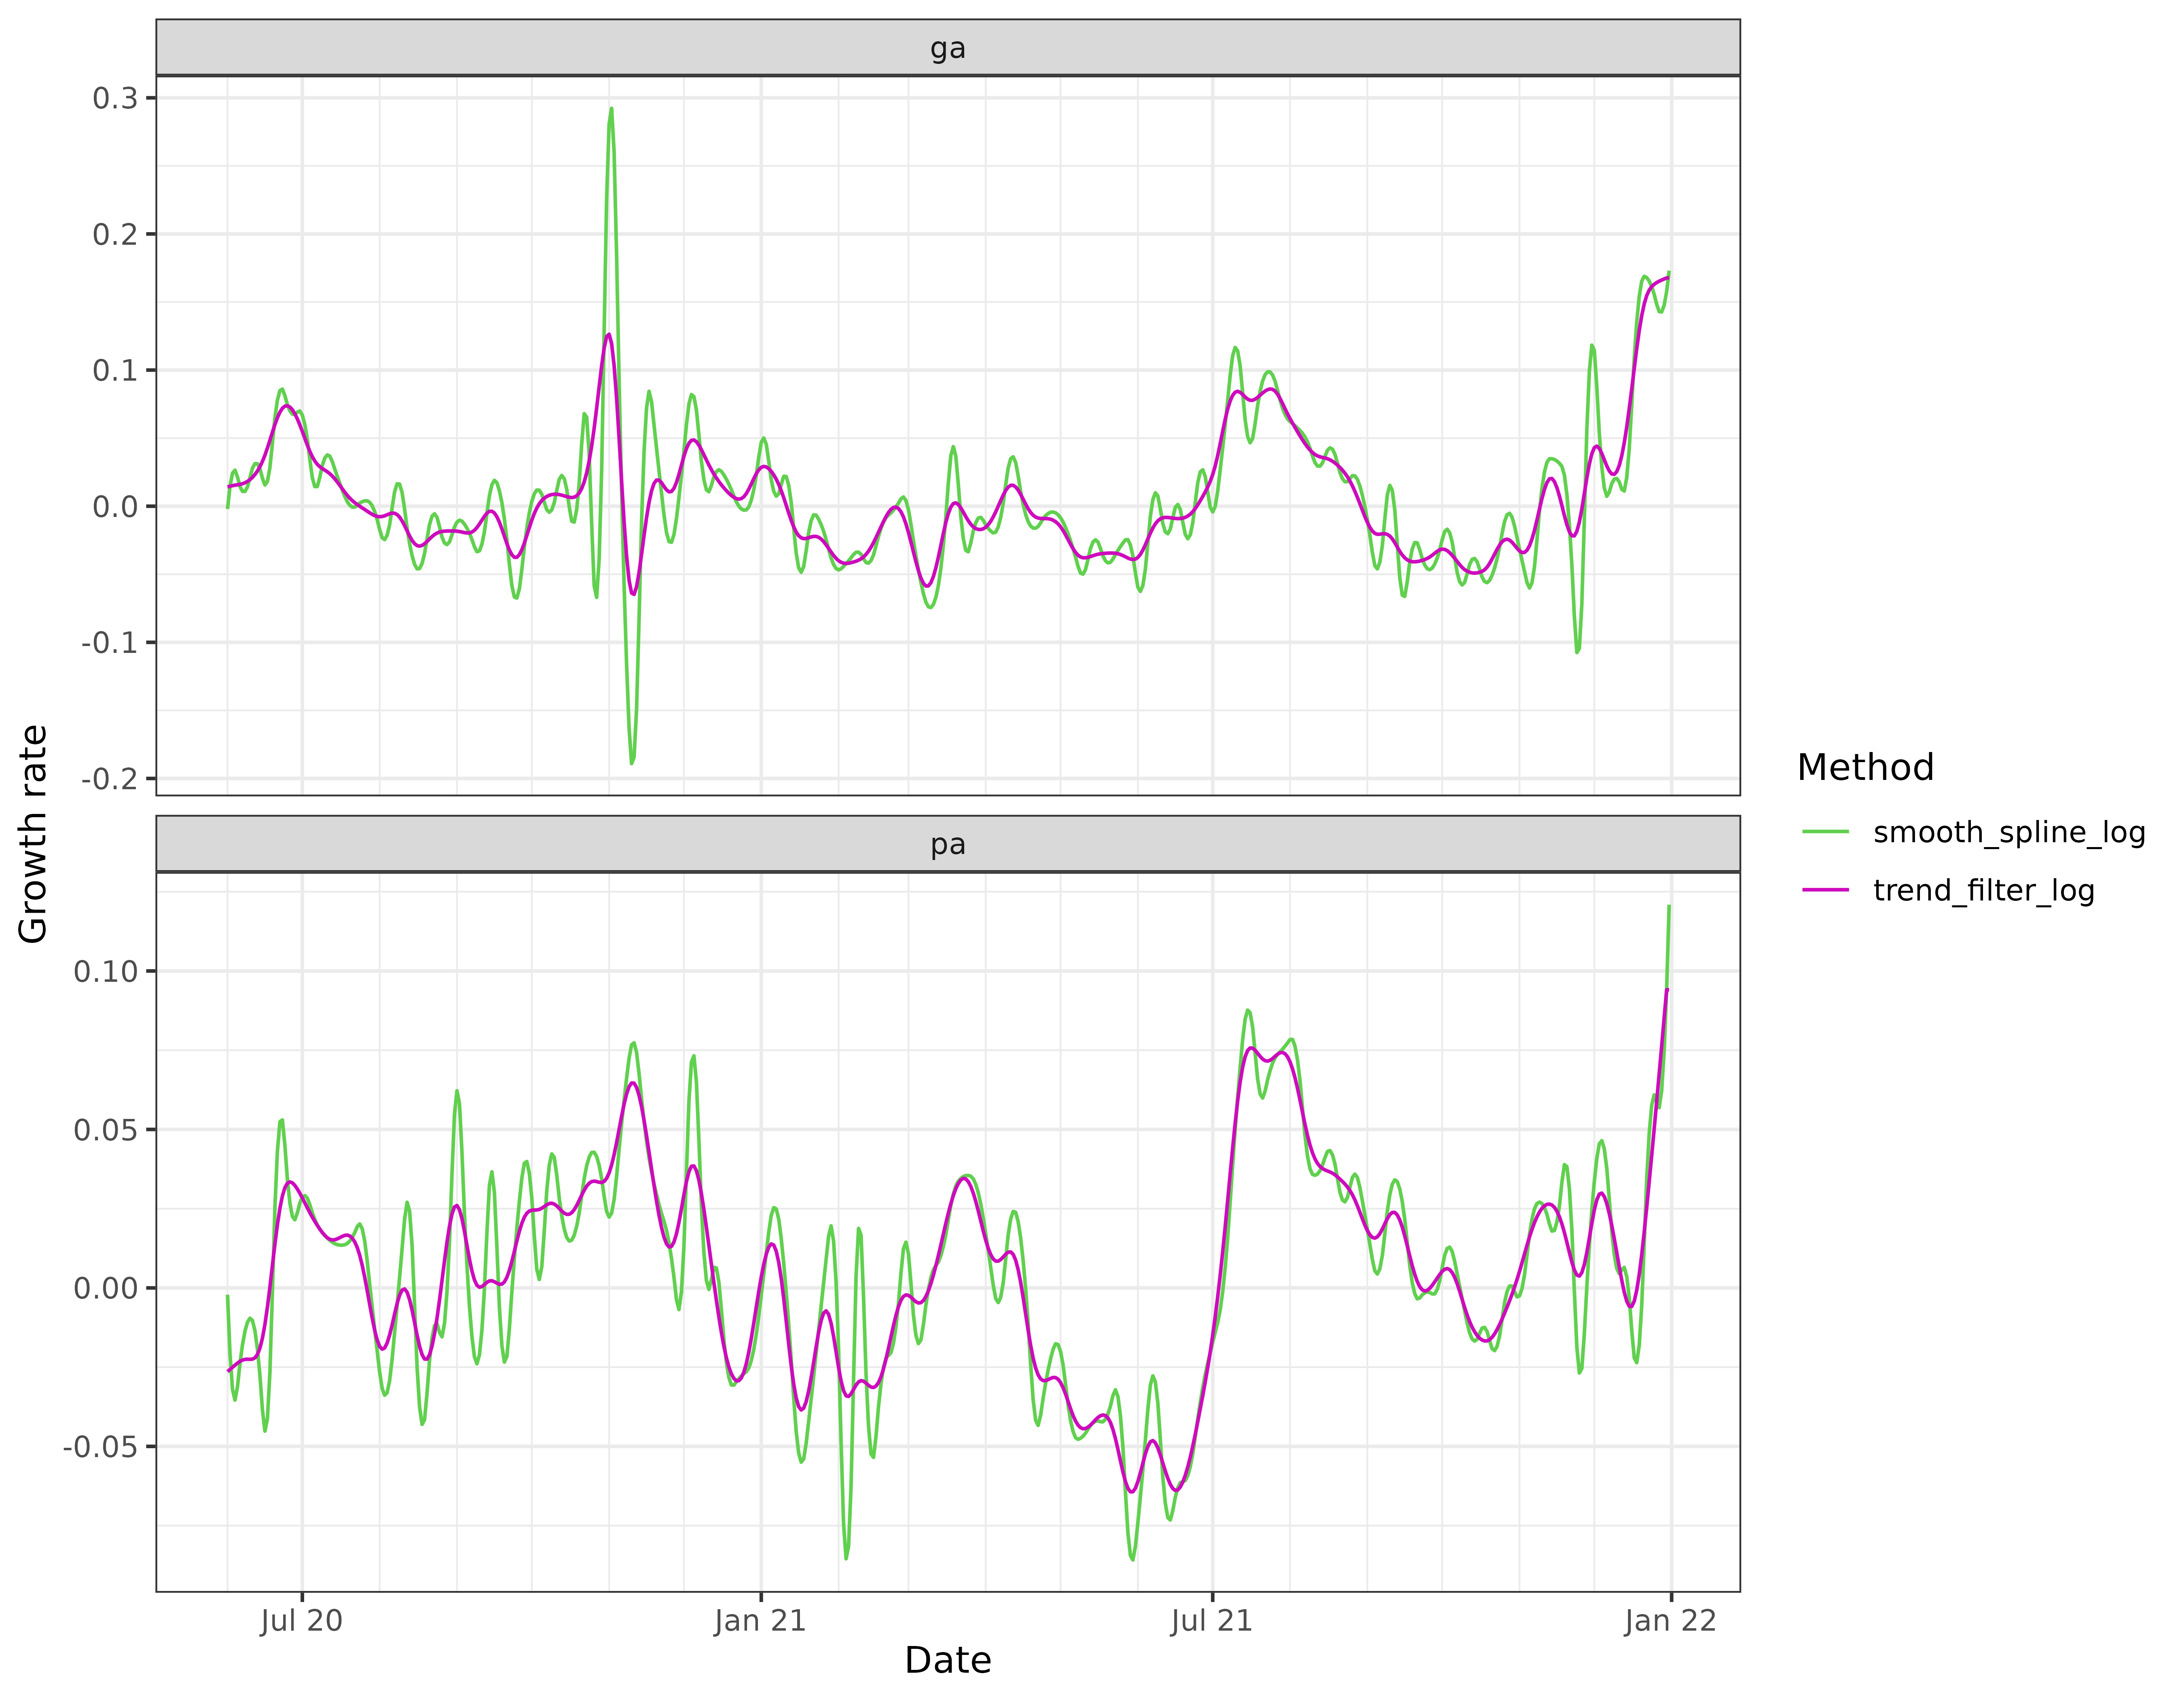 ga
0.3
0.2
0.1
0.0
-0.1
-0.2
pa
0.10
0.05
0.00
-0.05
Jul 20
Jan 21
Jul 21
Jan 22
Date
Growth rate
Method
smooth_spline_log
trend_filter_log